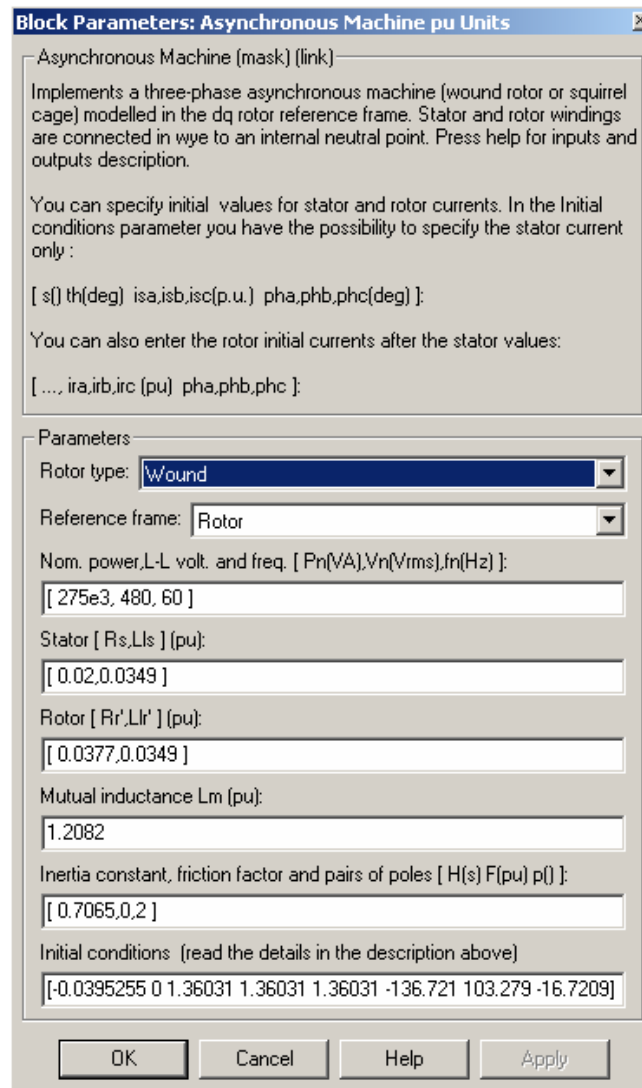 Block Parameters: Asynchronous Machine pu Units
Asynchronous Machine (mask) (link)
Implements a three-phase asynchronous machine (wound rotor or squirrel
cage) modelled in the dq rotor reference frame. Stator and rotor windings
are connected in wye to an internal neutral point. Press help for inputs and
outputs description.
You can specify initial values for stator and rotor currents. In the Initial
conditions parameter you have the possibility to specify the stator current
only :
[ s() th(deg) isa,isb,isc(p.u.) pha,phb,phc(deg) ]:
You can also enter the rotor initial currents after the stator values:
[ ..., ira,irb,irc (pu) pha,phb,phc ]:
Parameters
Rotor type: Wound
Reference frame: Rotor
Nom. power,L-L volt. and freq. [ Pn(VA),Vn(Vrms),fn(Hz) ]:
[ 275e3, 480, 60 ]
Stator [ Rs,Lls ] (pu):
[ 0.02,0.0349 ]
Rotor [ Rr',Llr' ] (pu):
[ 0.0377,0.0349 ]
Mutual inductance Lm (pu):
1.2082
Inertia constant, friction factor and pairs of poles [ H(s) F(pu) p() ]:
[ 0.7065,0,2 ]
Initial conditions (read the details in the description above)
[-0.0395255 0 1.36031 1.36031 1.36031 -136.721 103.279 -16.7209]
OK Cancel Help Apply